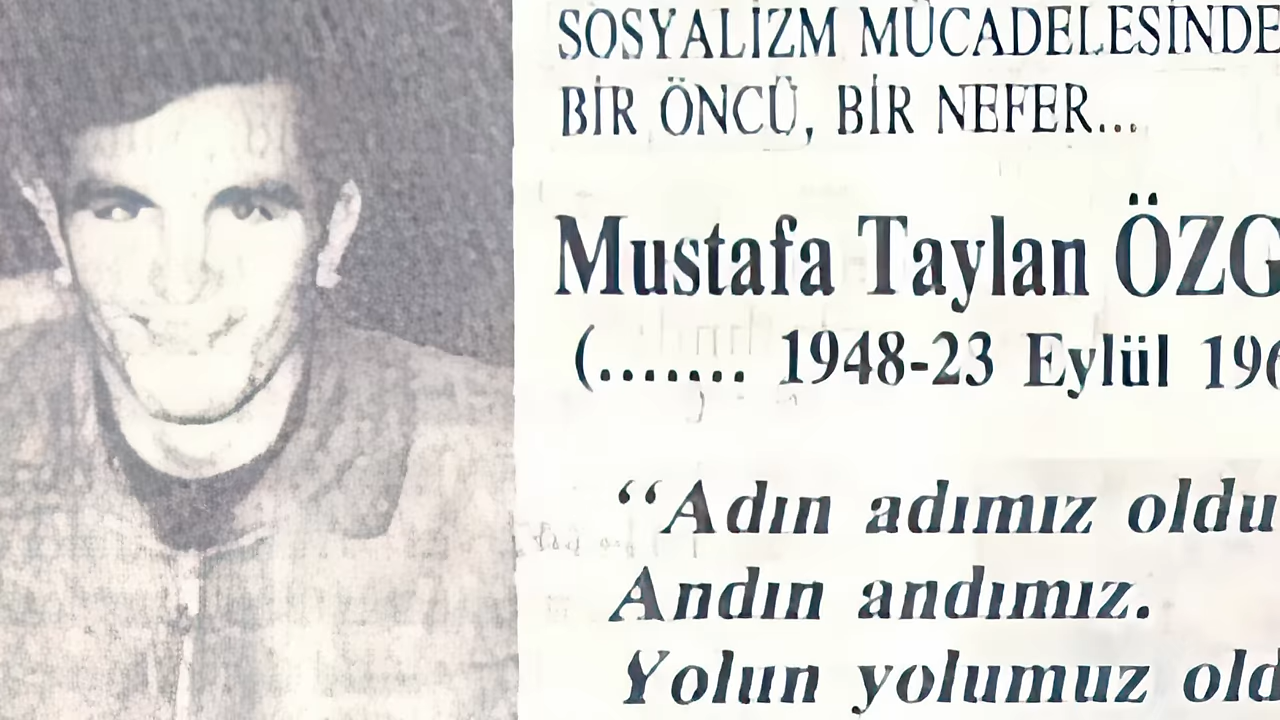 SOSYALİZM MÜCADELESİNDE
BİR ÖNCÜ, BİR NEFER...
Mustafa Taylan ÖZG
(....... 1948-23 Eylül 196
“Adın adımız oldu
Andın andımız.
Yolun yolumuz old